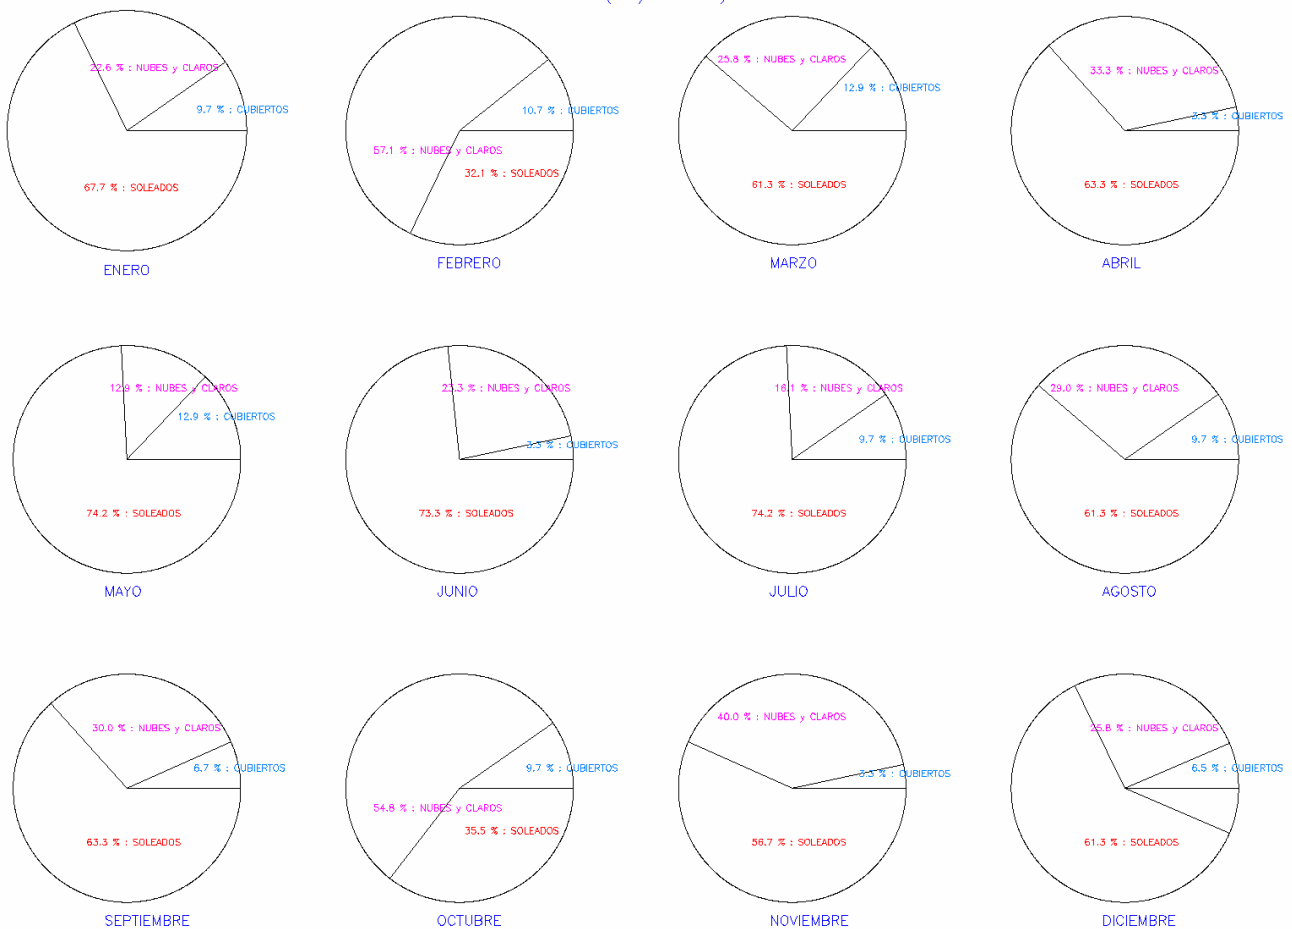 22.6 % : NUBES y CLAROS
9.7 % : CUBIERTOS
67.7 % : SOLEADOS
ENERO
10.7 % : CUBIERTOS
57.1 % : NUBES y CLAROS
32.1 % : SOLEADOS
FEBRERO
25.8 % : NUBES y CLAROS
12.9 % : CUBIERTOS
61.3 % : SOLEADOS
MARZO
33.3 % : NUBES y CLAROS
3.3 % : CUBIERTOS
63.3 % : SOLEADOS
ABRIL
12.9 % : NUBES y CLAROS
12.9 % : CUBIERTOS
74.2 % : SOLEADOS
MAYO
23.3 % : NUBES y CLAROS
3.3 % : CUBIERTOS
73.3 % : SOLEADOS
JUNIO
16.1 % : NUBES y CLAROS
9.7 % : CUBIERTOS
74.2 % : SOLEADOS
JULIO
29.0 % : NUBES y CLAROS
9.7 % : CUBIERTOS
61.3 % : SOLEADOS
AGOSTO
30.0 % : NUBES y CLAROS
6.7 % : CUBIERTOS
63.3 % : SOLEADOS
SEPTIEMBRE
9.7 % : CUBIERTOS
54.8 % : NUBES y CLAROS
35.5 % : SOLEADOS
OCTUBRE
40.0 % : NUBES y CLAROS
3.3 % : CUBIERTOS
56.7 % : SOLEADOS
NOVIEMBRE
25.8 % : NUBES y CLAROS
6.5 % : CUBIERTOS
61.3 % : SOLEADOS
DICIEMBRE